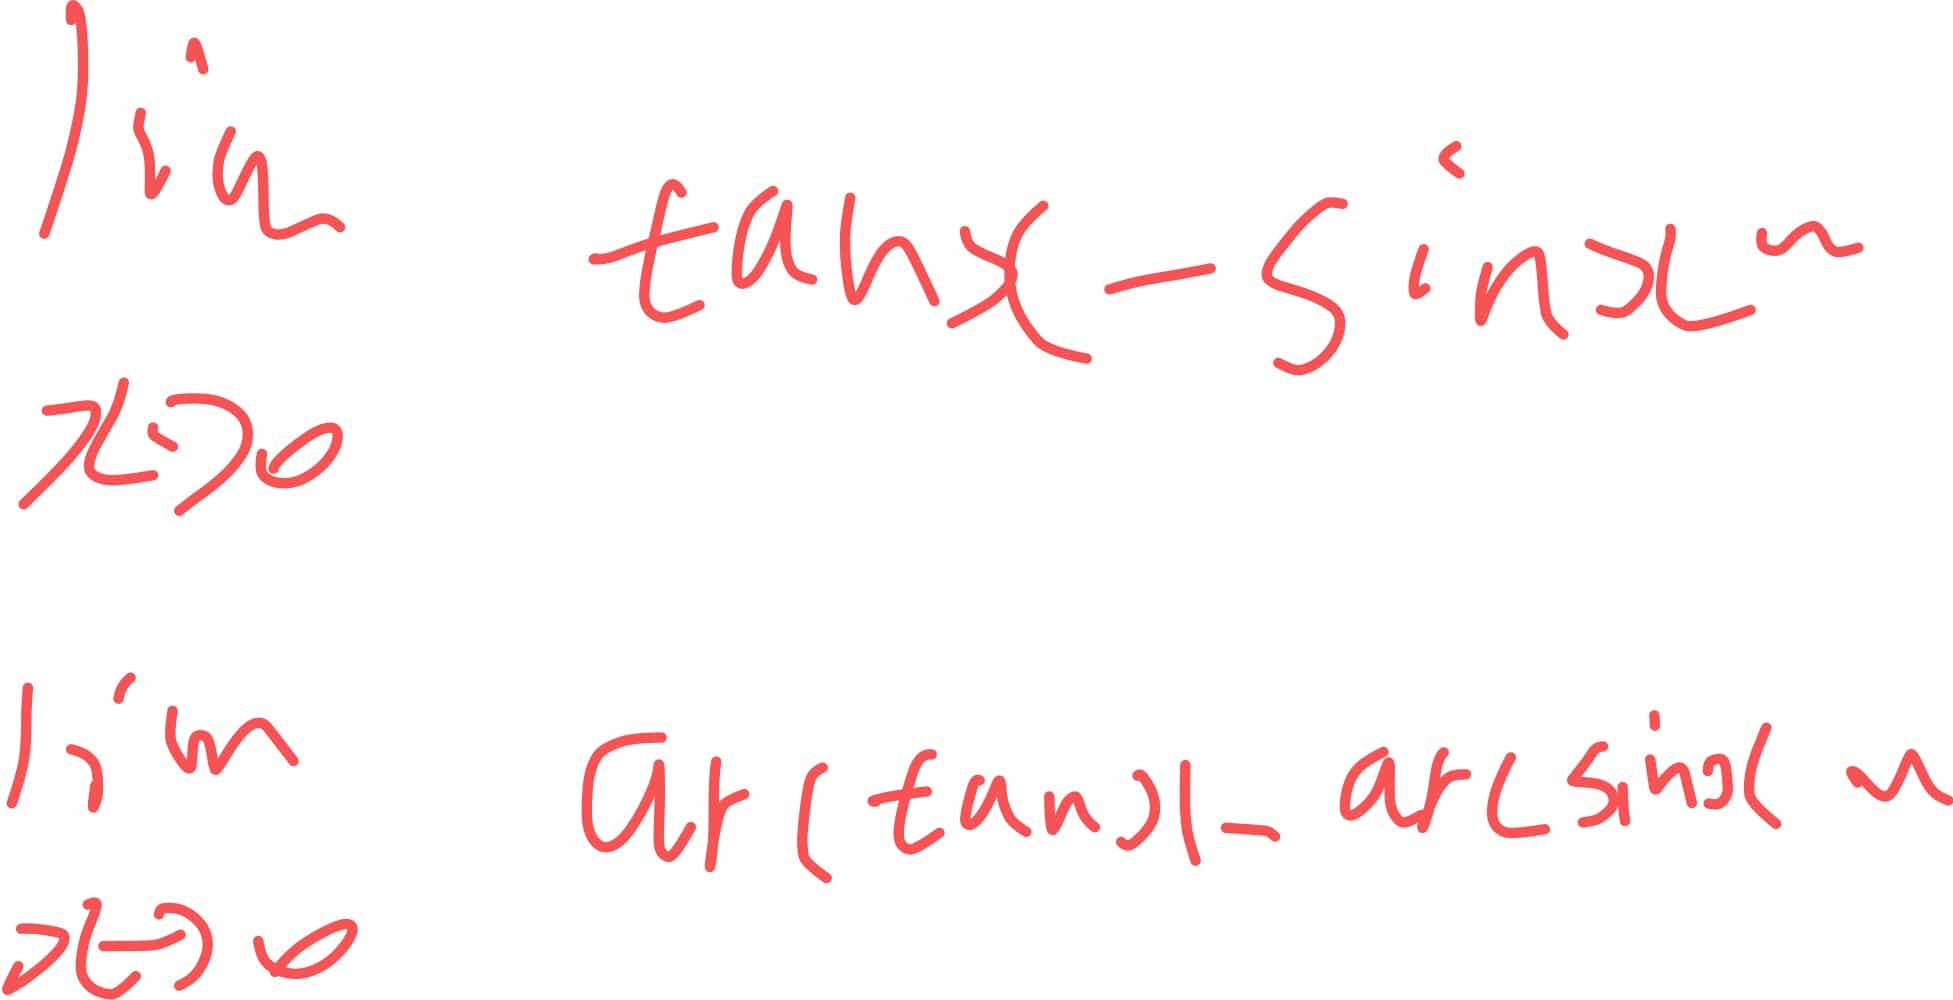 lim tanx - sinx ~
x→0
lim arctanx - arcsinx ~
x→0